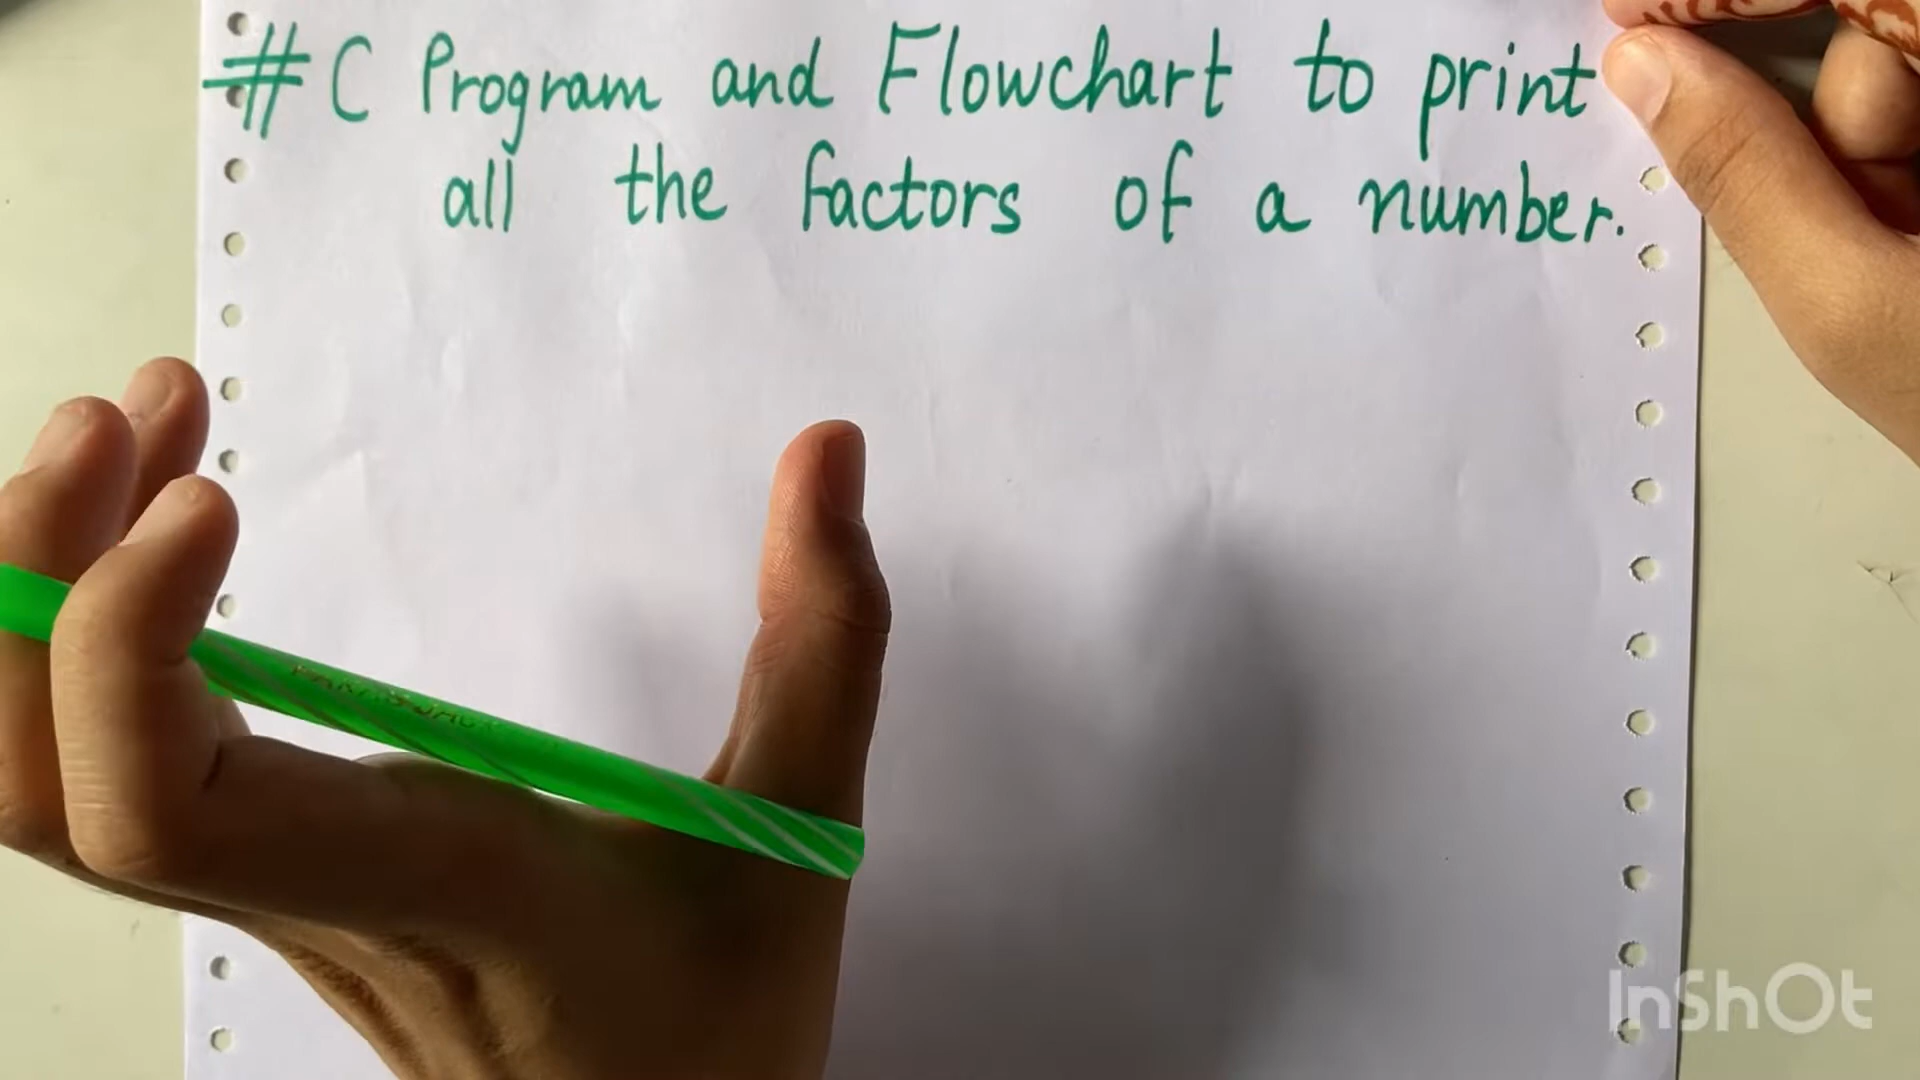 # C Program and Flowchart to print
all the factors of a number.
InShOt